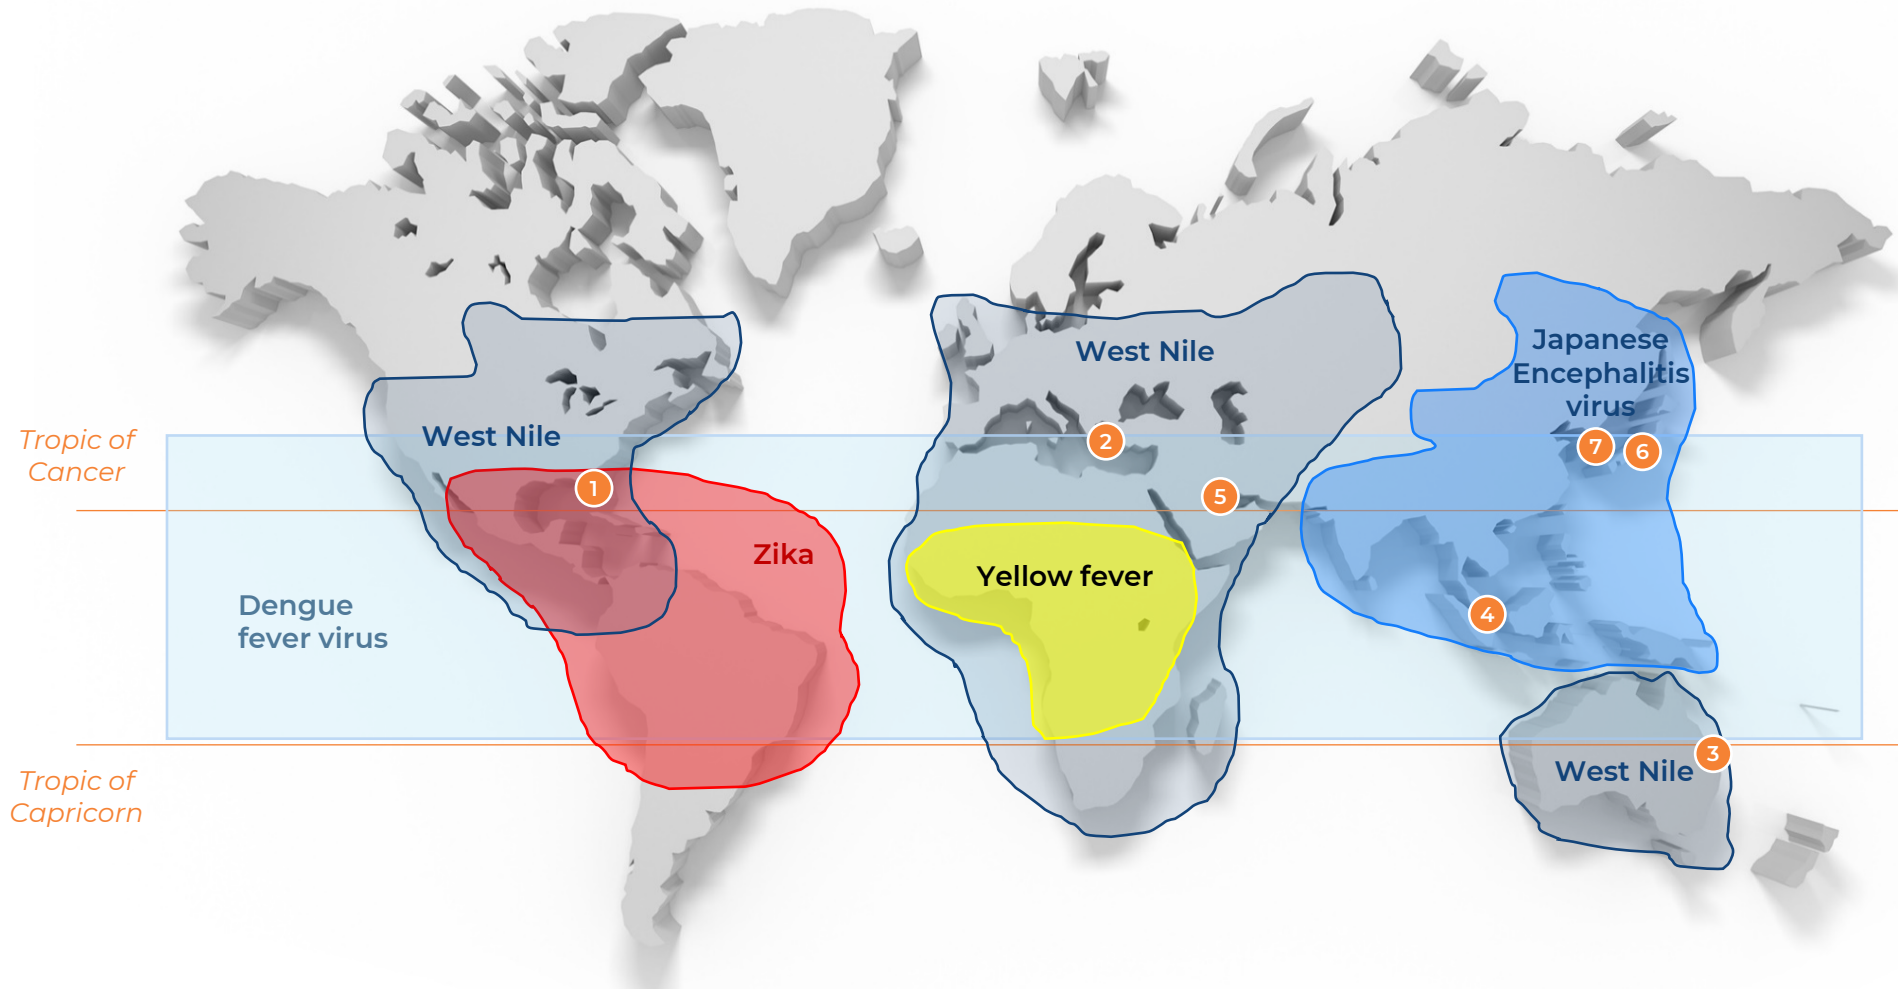 Japanese
Encephalitis
virus
West Nile
West Nile
Tropic of
Cancer
2
7
6
1
5
Zika
Yellow fever
Dengue
fever virus
4
Tropic of
Capricorn
3
West Nile